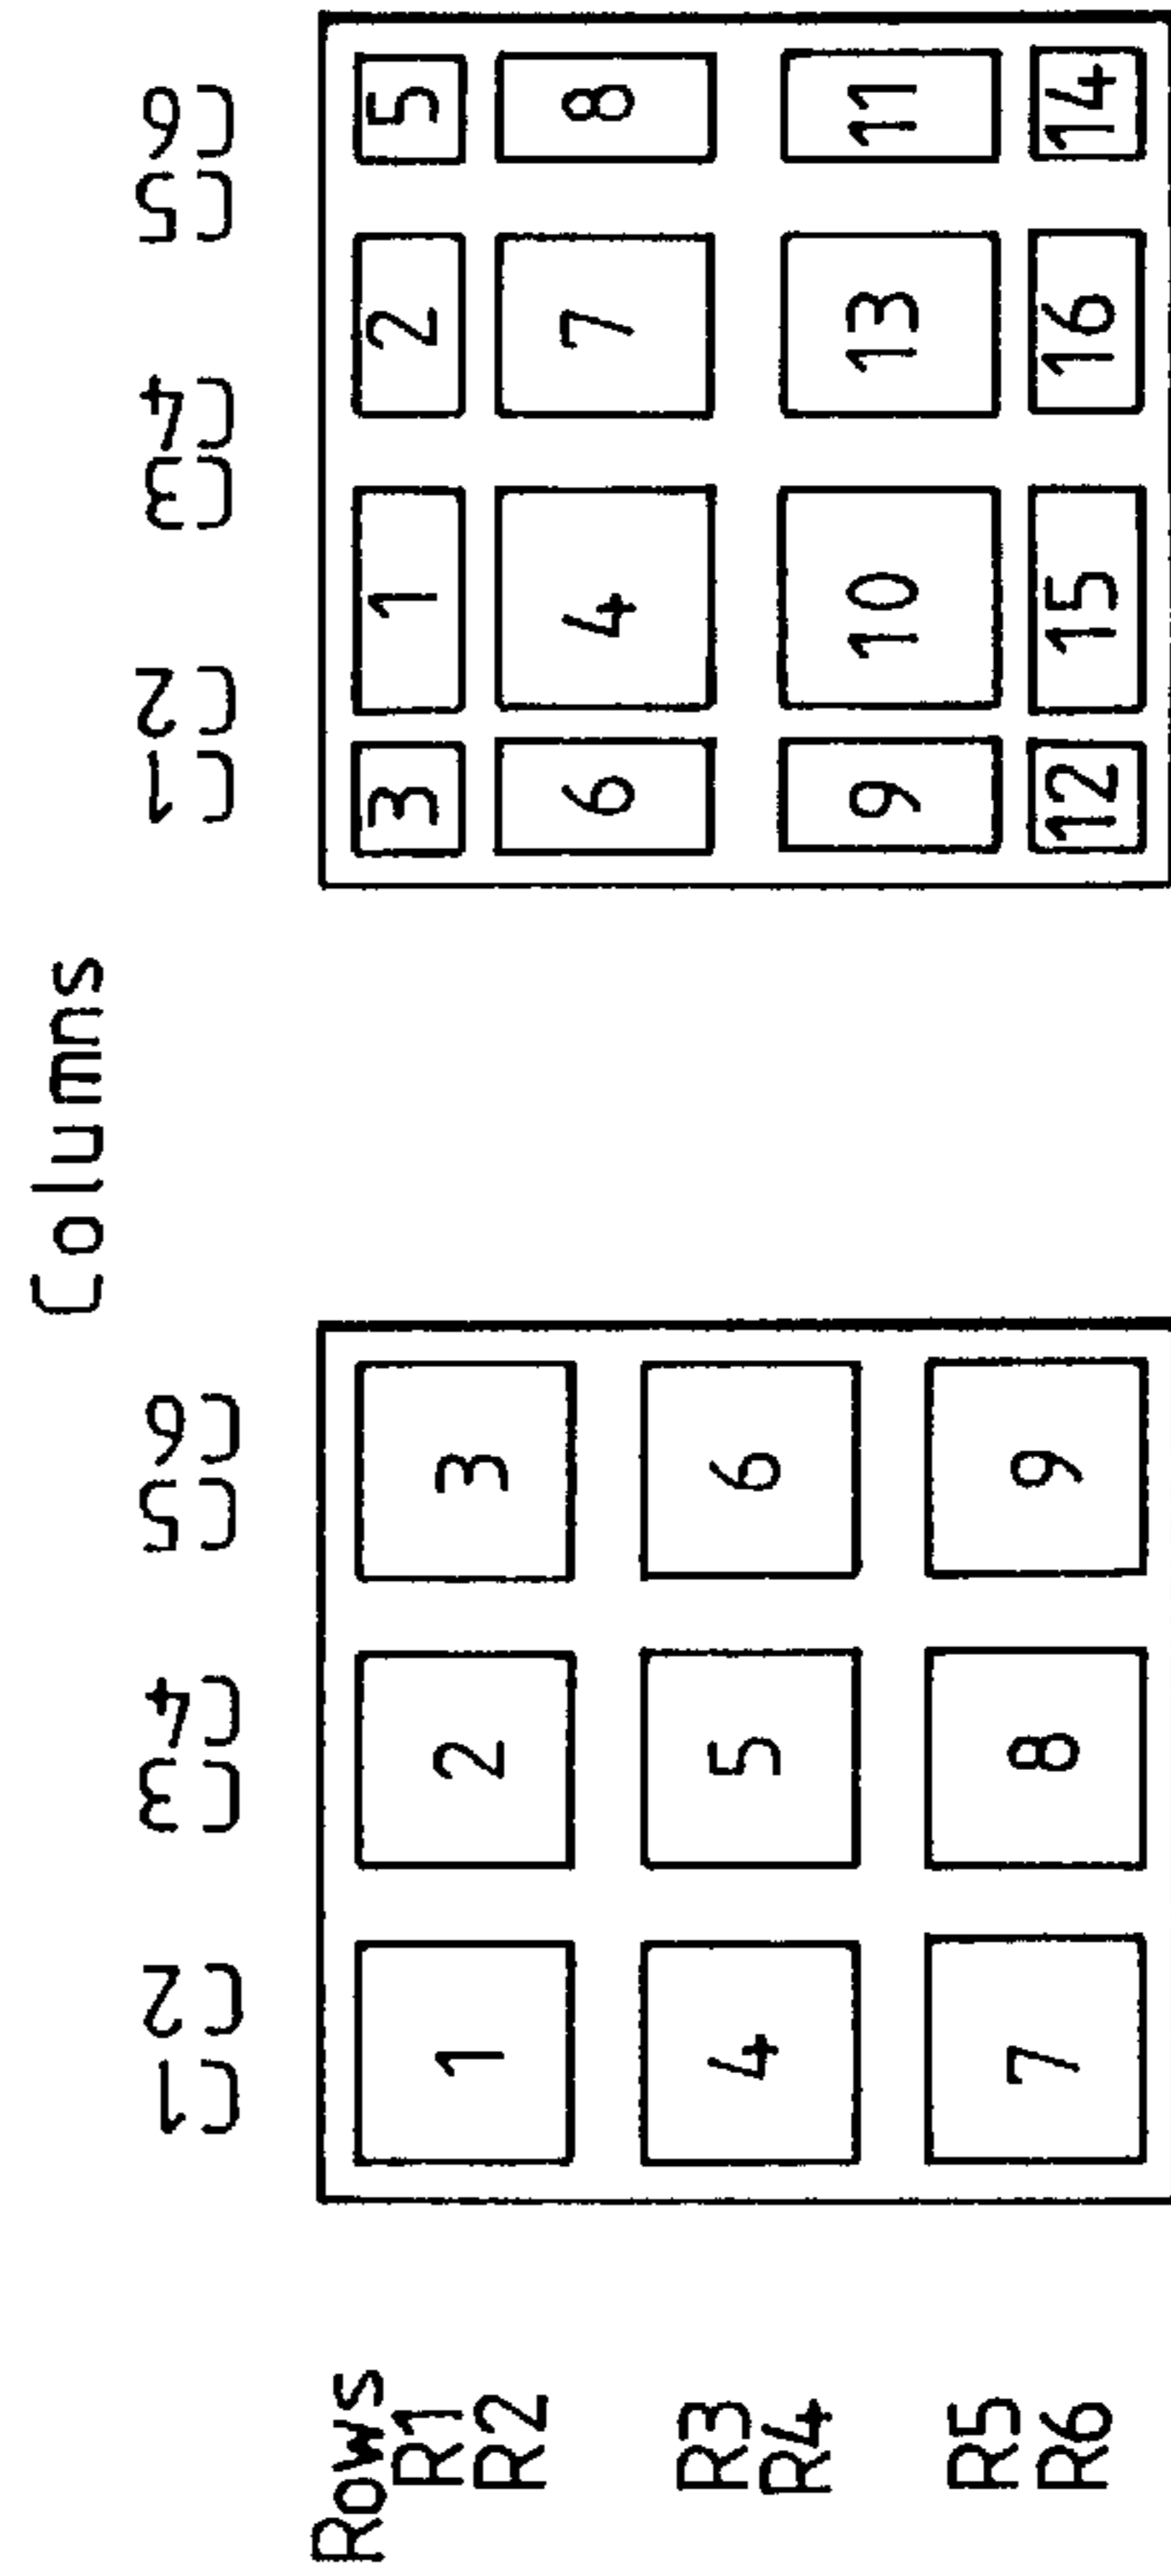 Columns
C1 C2 C3 C4 C5 C6 C1 C2 C3 C4 C5 C6
Rows
R1
R2
R3
R4
R5
R6
1 2 3
4 5 6
7 8 9
3 1 2 5
6 4 7 8
9 10 13 11
12 15 16 14